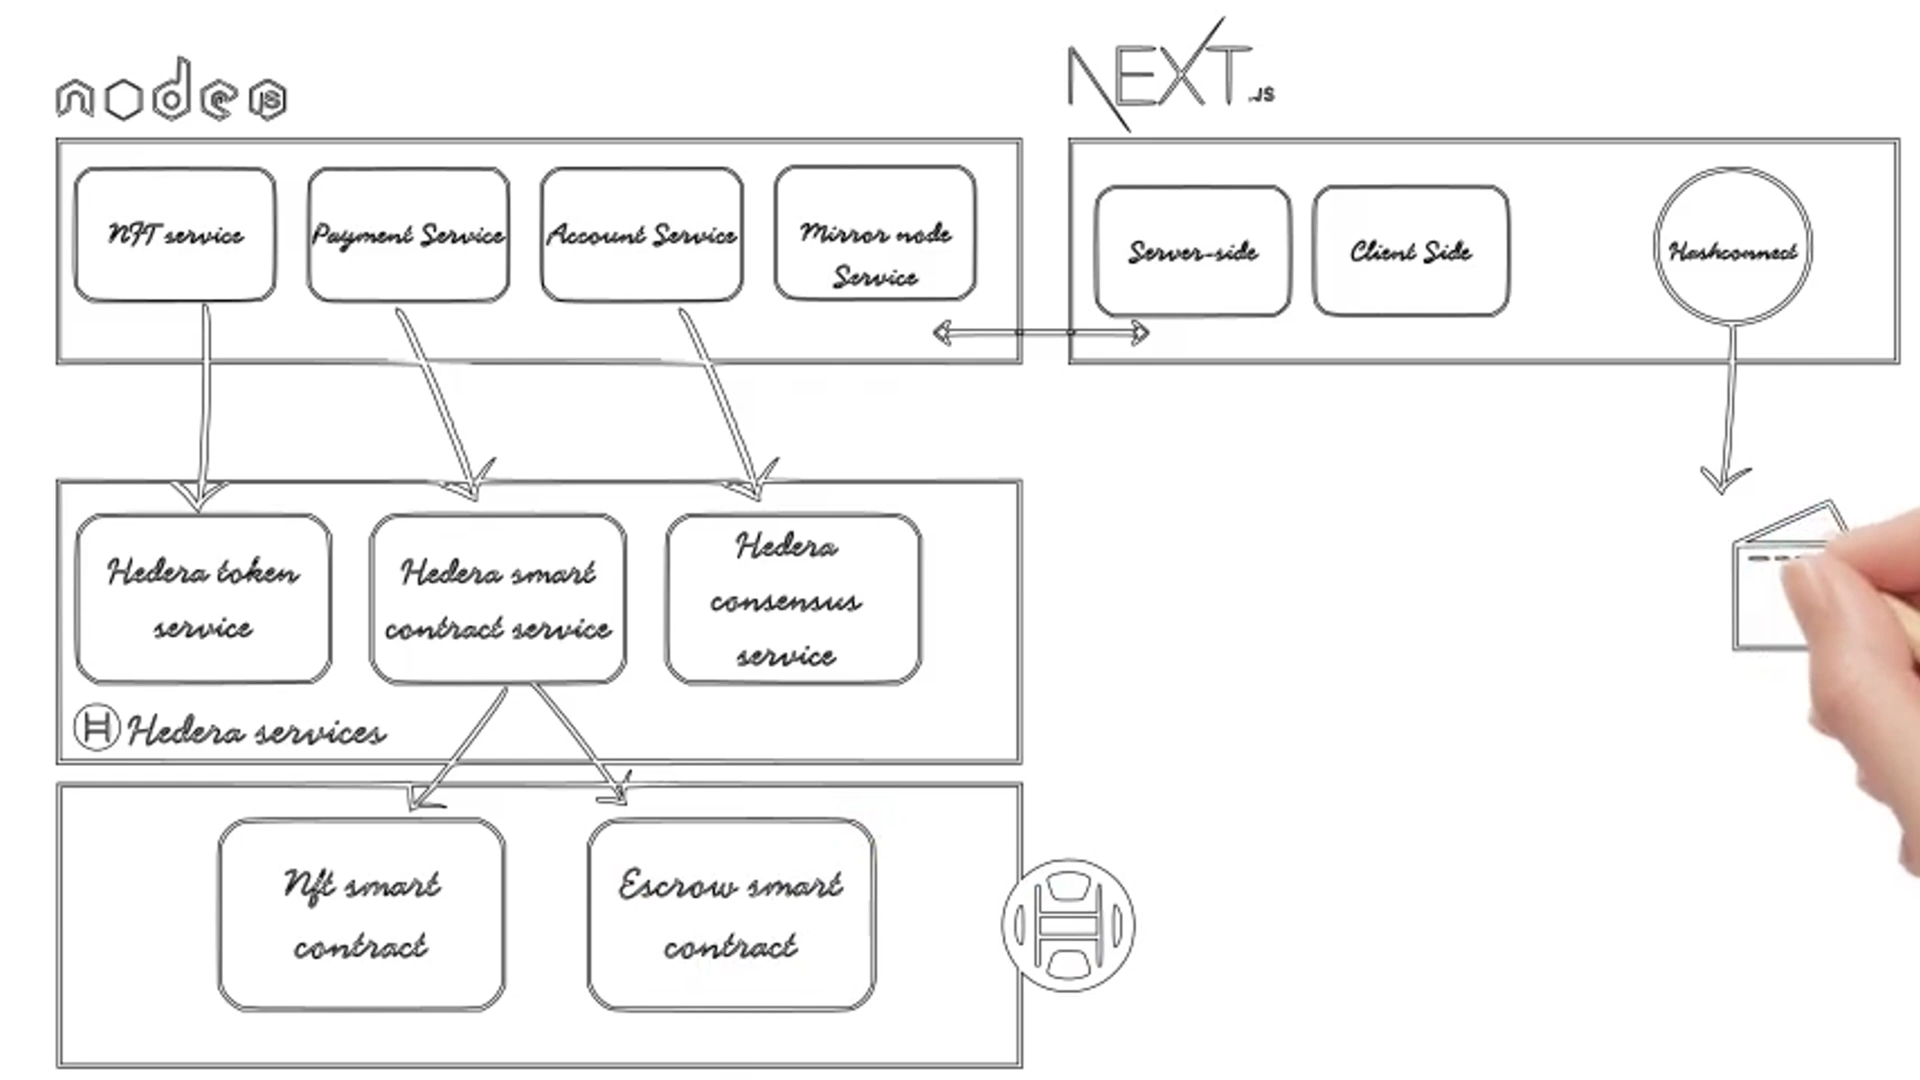 node
JS
NEXT
.JS
NFT service
Payment Service
Account Service
Mirror node
Service
Server-side
Client Side
Hashconnect
Hedera token
service
Hedera smart
contract service
Hedera
consensus
service
Hedera services
Nft smart
contract
Escrow smart
contract